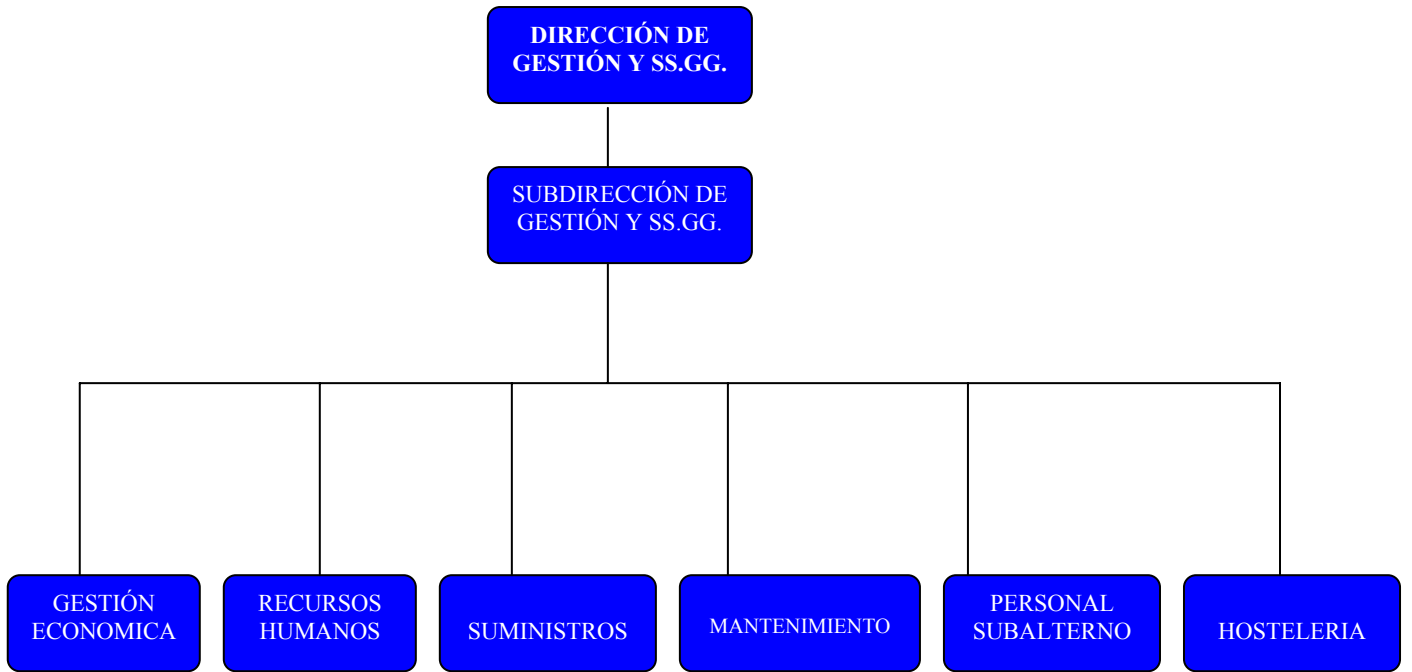 DIRECCIÓN DE
GESTIÓN Y SS.GG.
SUBDIRECCIÓN DE
GESTIÓN Y SS.GG.
GESTIÓN
ECONOMICA
RECURSOS
HUMANOS
SUMINISTROS
MANTENIMIENTO
PERSONAL
SUBALTERNO
HOSTELERIA